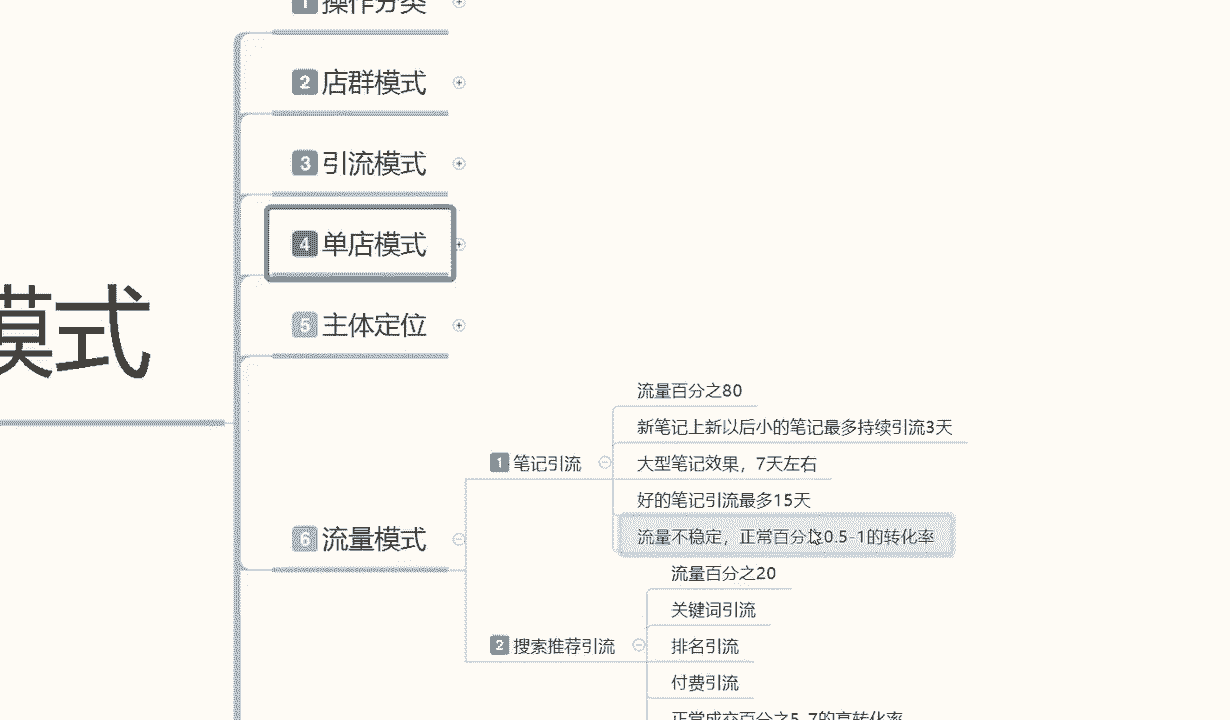 1 操作分类
2 店群模式
3 引流模式
4 单店模式
5 主体定位
模式
6 流量模式
1 笔记引流
流量百分之80
新笔记上新以后小的笔记最多持续引流3天
大型笔记效果，7天左右
好的笔记引流最多15天
流量不稳定，正常百分之0.5-1的转化率
2 搜索推荐引流
流量百分之20
关键词引流
排名引流
付费引流
正常成交百分之5-7的高转化率